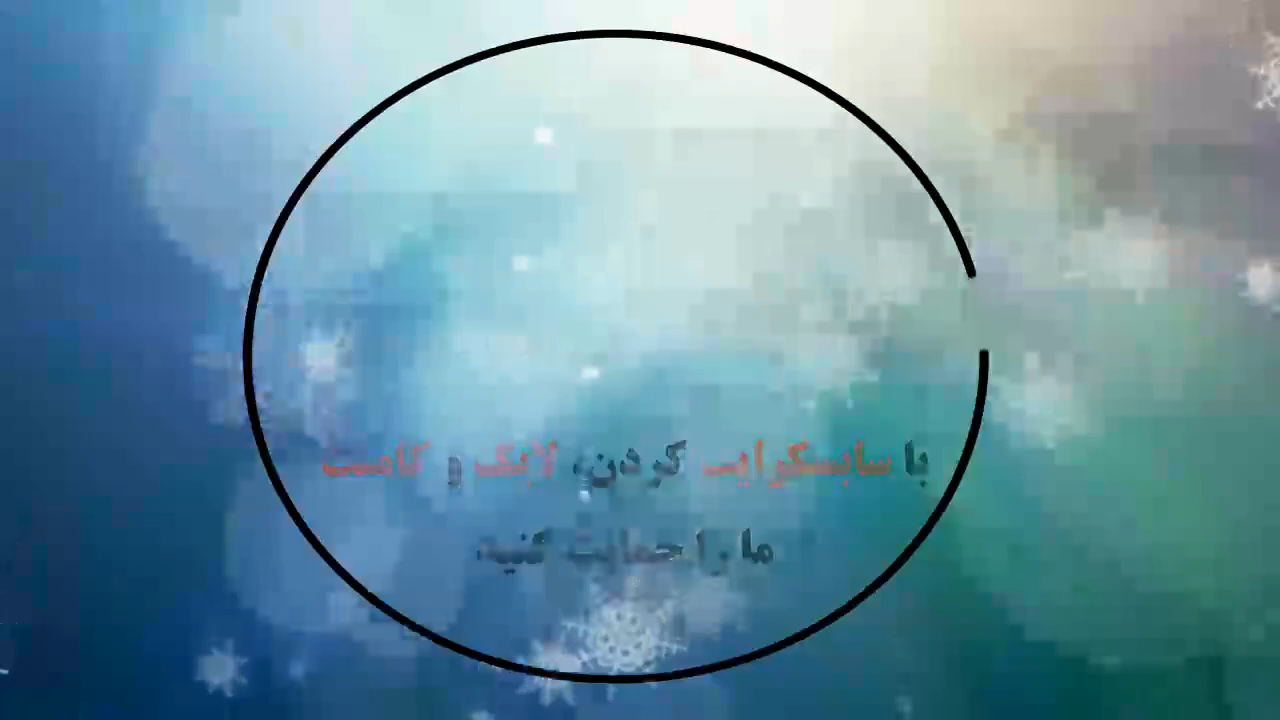 با سابسکرایب کردن، لایک و کامنت
ما را حمایت کنید